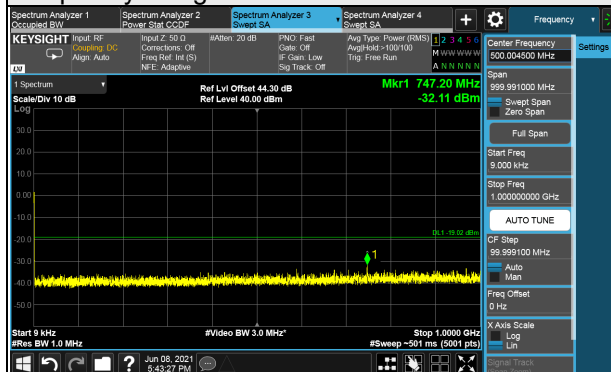 Spectrum Analyzer 1
Occupied BW
Spectrum Analyzer 2
Power Stat CCDF
Spectrum Analyzer 3
Swept SA
Spectrum Analyzer 4
Swept SA
+
Frequency
KEYSIGHT
Input: RF
Coupling: DC
Align: Auto
Input Z: 50 Ω
Corrections: Off
Freq Ref: Int (S)
NFE: Adaptive
#Atten: 20 dB
PNO: Fast
Gate: Off
IF Gain: Low
Sig Track: Off
Avg Type: Power (RMS)
Avg|Hold:>100/100
Trig: Free Run
1 2 3 4 5 6
M W W W W W
A N N N N N
LXI
1 Spectrum
Scale/Div 10 dB
Log
Ref Lvl Offset 44.30 dB
Ref Level 40.00 dBm
Mkr1 747.20 MHz
-32.11 dBm
30.0
20.0
10.0
0.00
-10.0
-20.0
-30.0
-40.0
-50.0
DL1 -19.02 dBm
1
Start 9 kHz
#Res BW 1.0 MHz
#Video BW 3.0 MHz*
Stop 1.0000 GHz
#Sweep ~501 ms (5001 pts)
Center Frequency
500.004500 MHz
Settings
Span
999.991000 MHz
Swept Span
Zero Span
Full Span
Start Freq
9.000 kHz
Stop Freq
1.000000000 GHz
AUTO TUNE
CF Step
99.999100 MHz
Auto
Man
Freq Offset
0 Hz
X Axis Scale
Log
Lin
Signal Track
?
Jun 08, 2021
5:43:27 PM